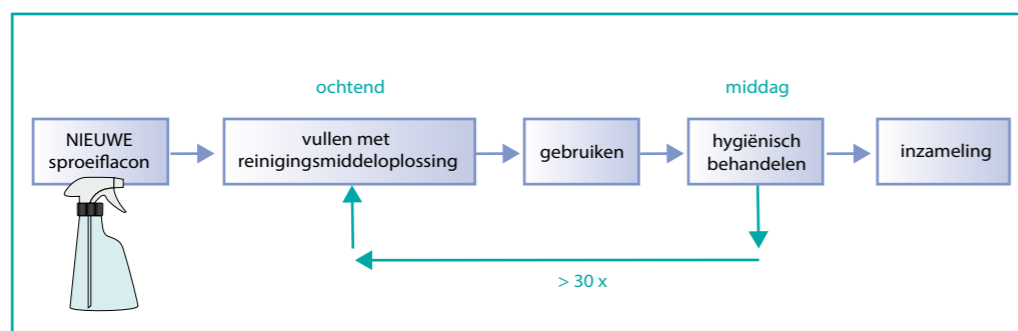 ochtend
middag
NIEUWE
sproeiflacon
vullen met
reinigingsmiddeloplossing
gebruiken
hygiënisch
behandelen
inzameling
> 30 x